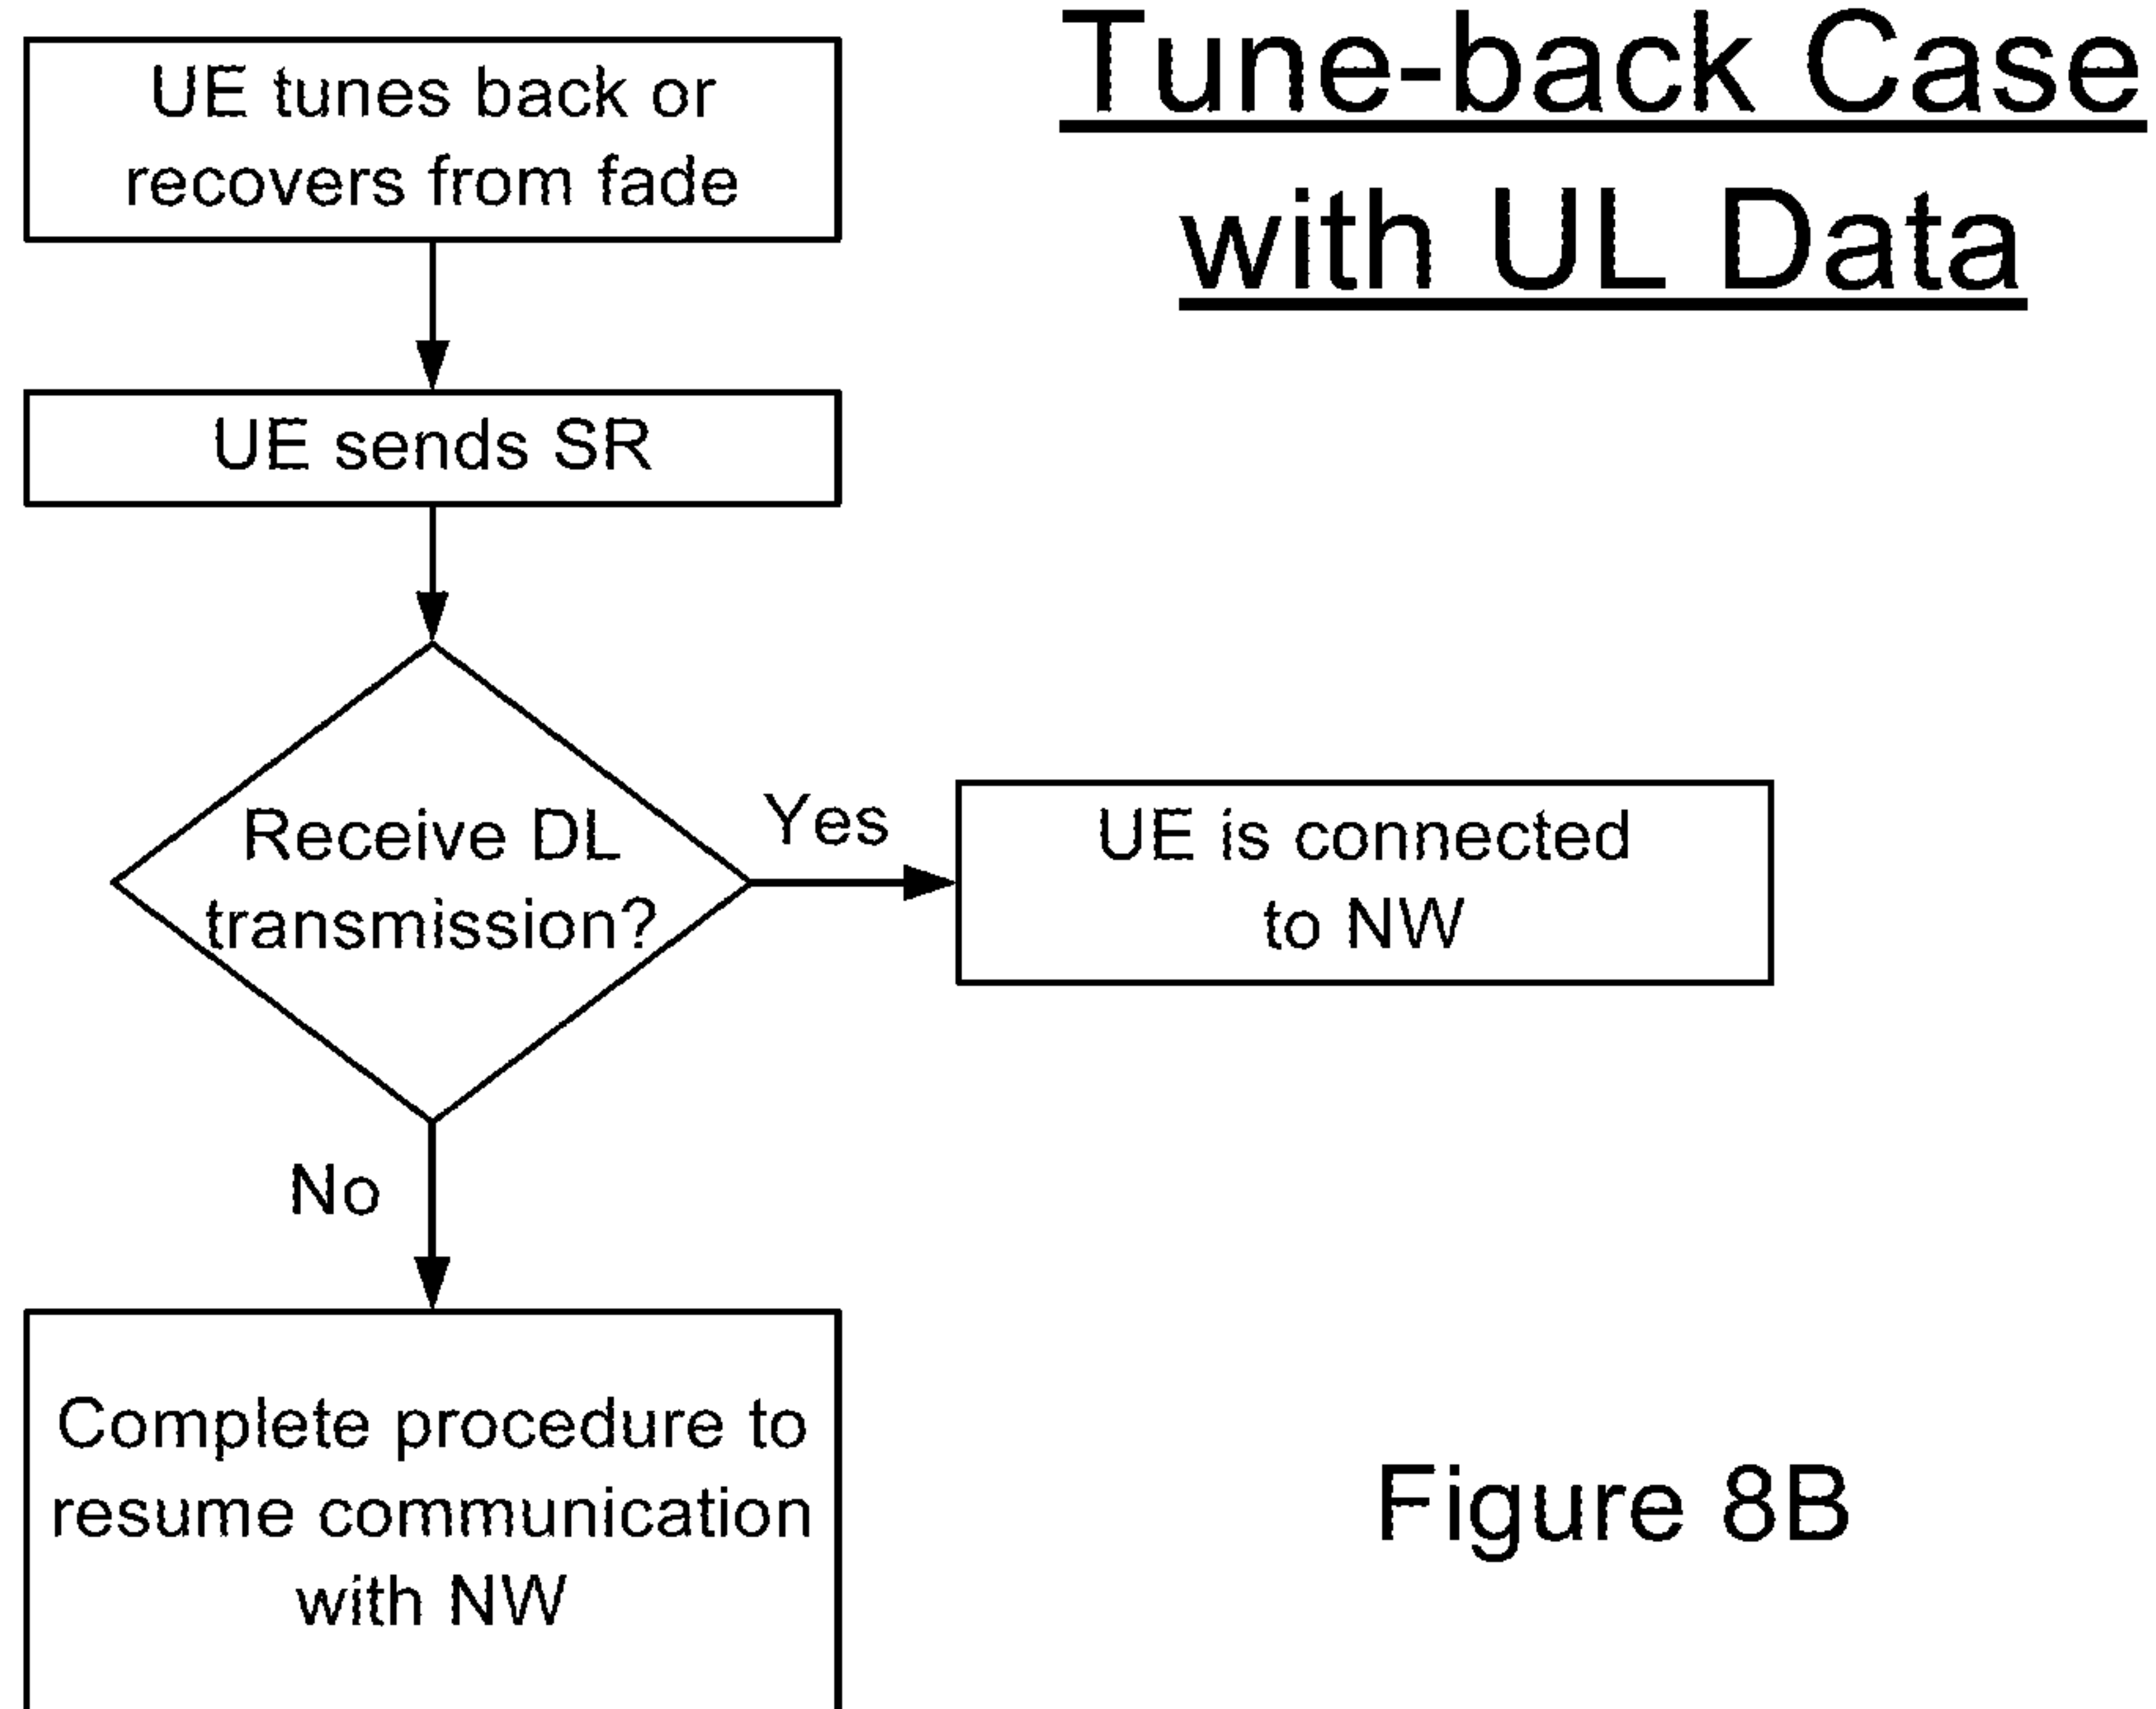 Tune-back Case
with UL Data
UE tunes back or
recovers from fade
UE sends SR
Receive DL
transmission?
Yes
UE is connected
to NW
No
Complete procedure to
resume communication
with NW
Figure 8B